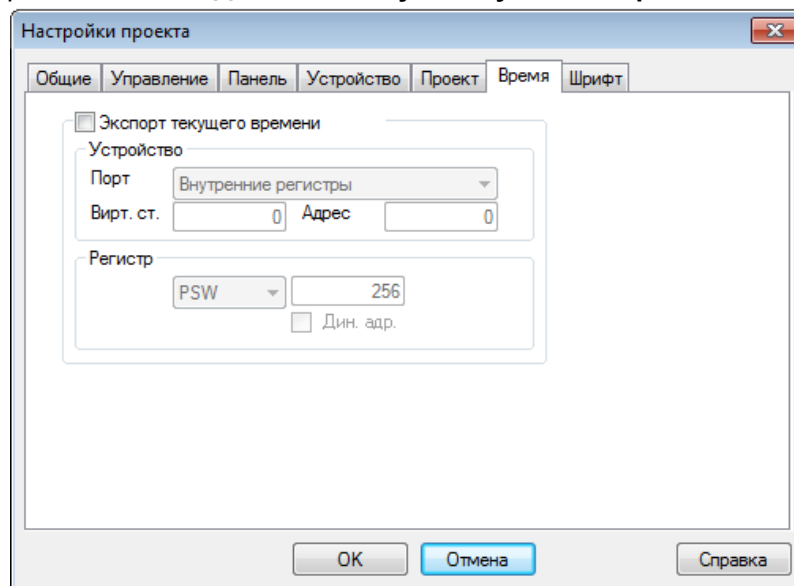 Настройки проекта
Общие Управление Панель Устройство Проект Время Шрифт
Экспорт текущего времени
Устройство
Порт Внутренние регистры
Вирт. ст. 0 Адрес 0
Регистр
PSW 256
Дин. адр.
OK Отмена Справка